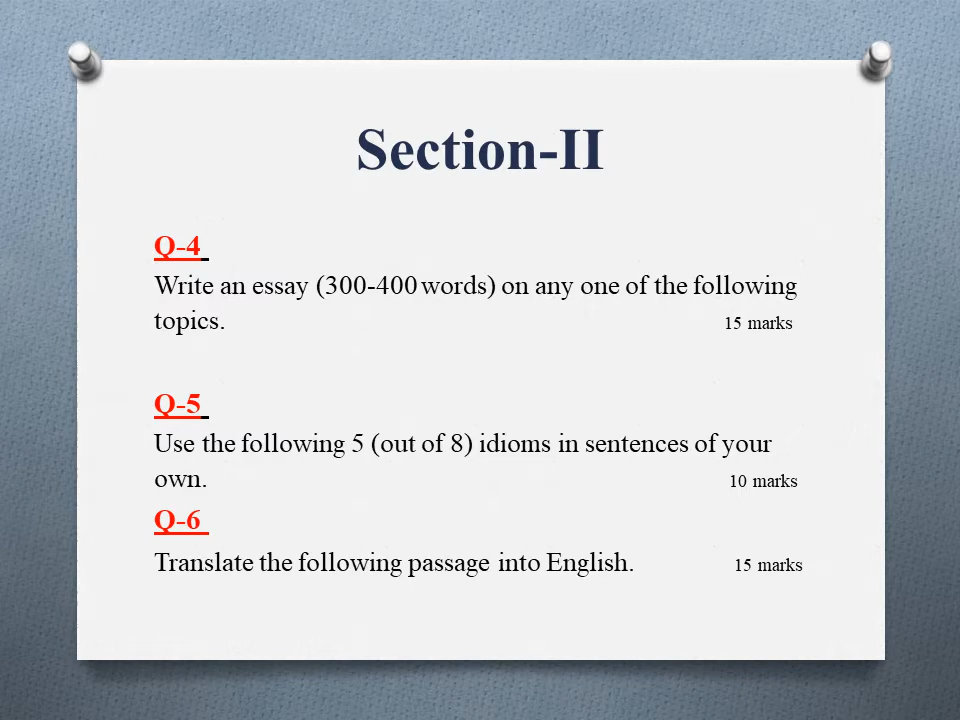 Section-II
Q-4
Write an essay (300-400 words) on any one of the following
topics. 15 marks
Q-5
Use the following 5 (out of 8) idioms in sentences of your
own. 10 marks
Q-6
Translate the following passage into English. 15 marks